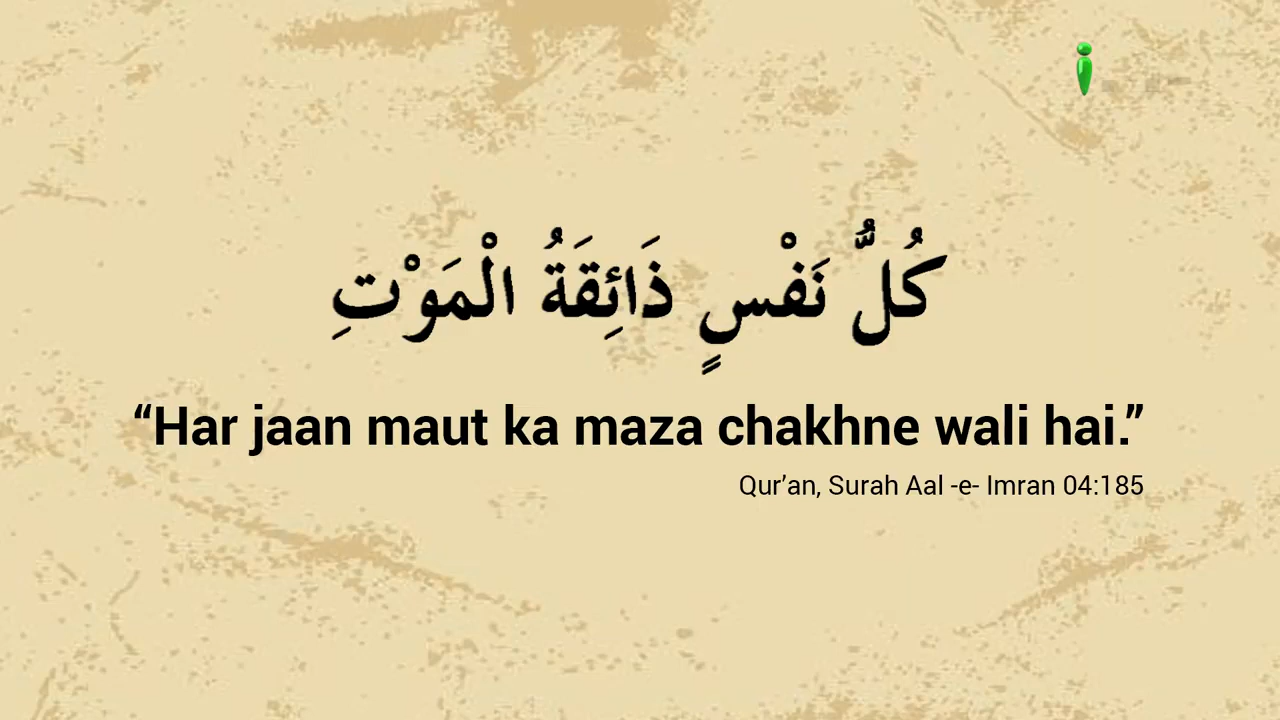 كُلُّ نَفْسٍ ذَائِقَةُ الْمَوْتِ
“Har jaan maut ka maza chakhne wali hai.”
Qur’an, Surah Aal -e- Imran 04:185